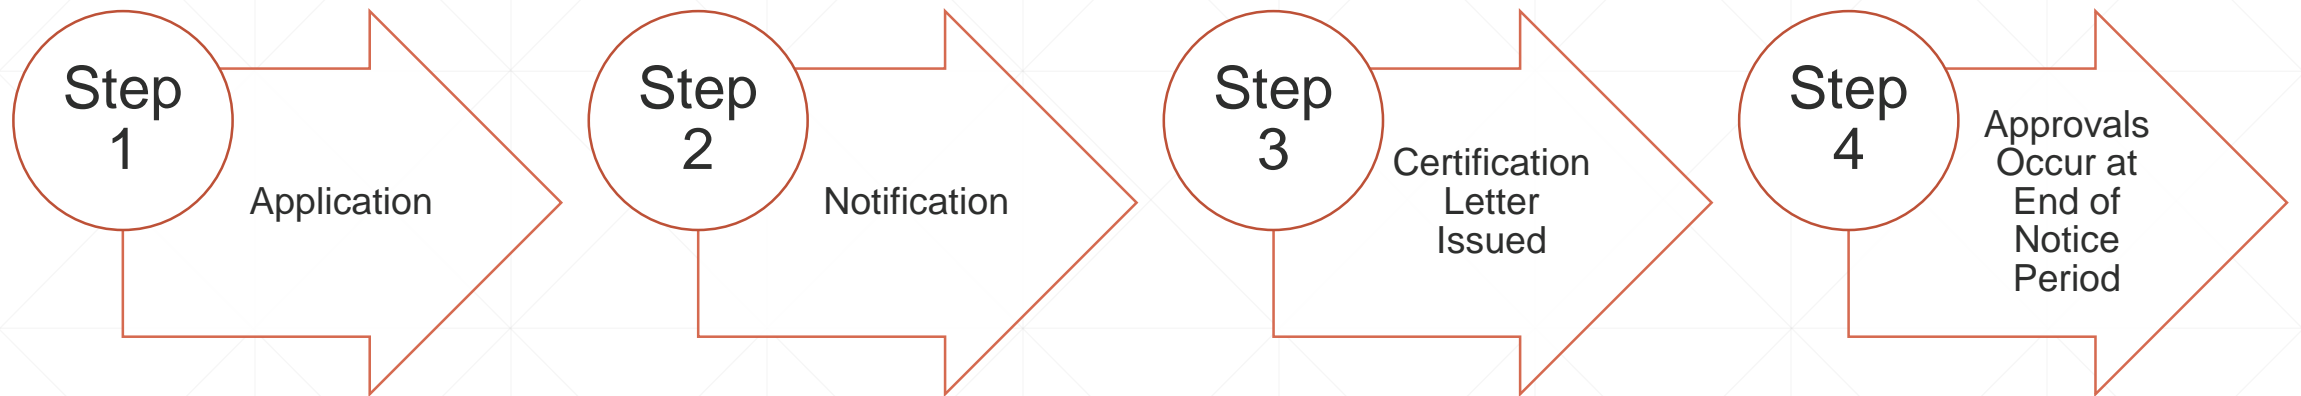 Step
1
Application
Step
2
Notification
Step
3
Certification
Letter
Issued
Step
4
Approvals
Occur at
End of
Notice
Period